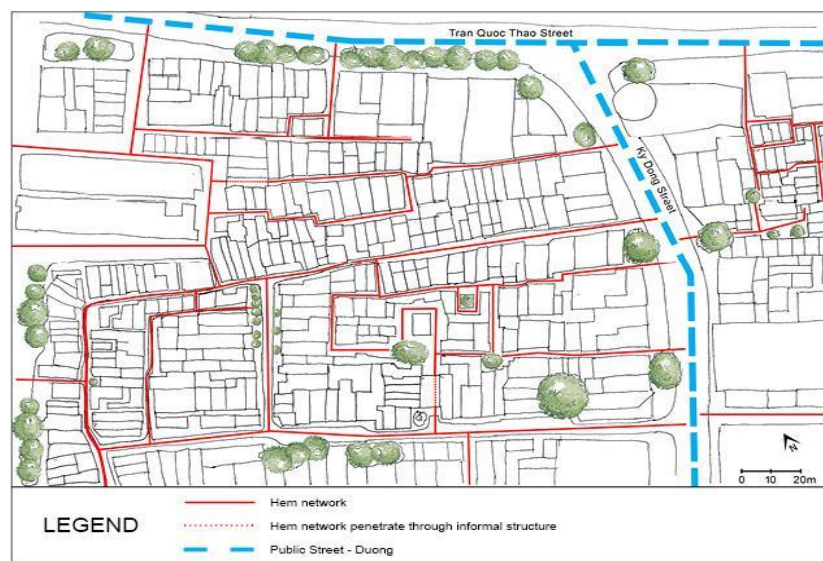 Tran Quoc Thao Street
Ky Dong Street
N
0 10 20m
LEGEND
Hem network
Hem network penetrate through informal structure
Public Street - Duong